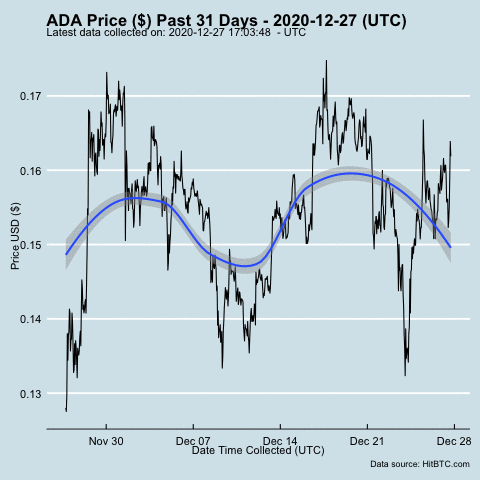 ADA Price ($) Past 31 Days - 2020-12-27 (UTC)
Latest data collected on: 2020-12-27 17:03:48 - UTC
0.17
0.16
0.15
0.14
0.13
Price USD ($)
Nov 30
Dec 07
Dec 14
Dec 21
Dec 28
Date Time Collected (UTC)
Data source: HitBTC.com